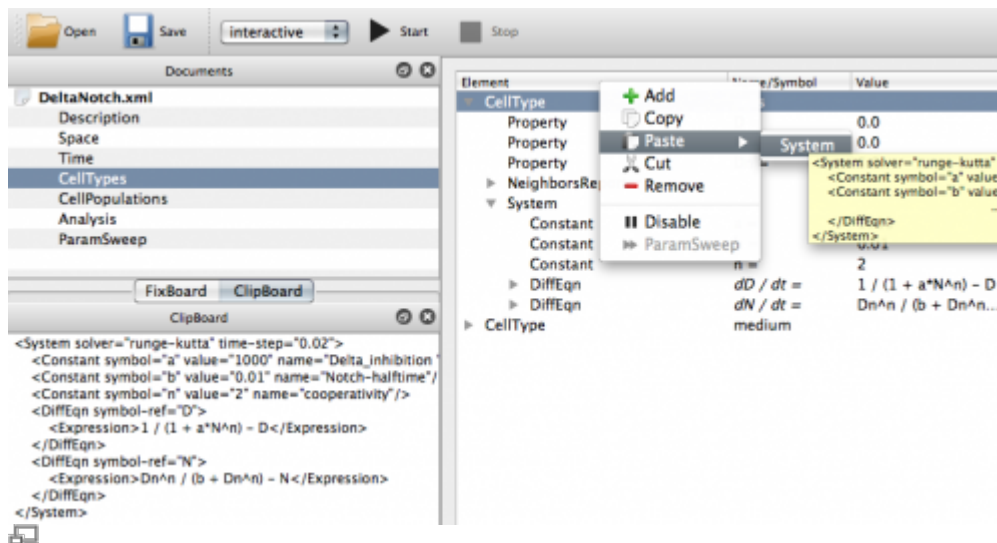 Open Save interactive Start Stop
Documents
DeltaNotch.xml
Description
Space
Time
CellTypes
CellPopulations
Analysis
ParamSweep
FixBoard ClipBoard
ClipBoard
<System solver="runge-kutta" time-step="0.02">
<Constant symbol="a" value="1000" name="Delta_inhibition"
<Constant symbol="b" value="0.01" name="Notch-halftime"/
<Constant symbol="n" value="2" name="cooperativity"/>
<DiffEqn symbol-ref="D">
<Expression>1 / (1 + a*N^n) - D</Expression>
</DiffEqn>
<DiffEqn symbol-ref="N">
<Expression>Dn^n / (b + Dn^n) - N</Expression>
</DiffEqn>
</System>
Element Name/Symbol Value
CellType
Property 0.0
Property 0.0
Property
NeighborsRe
System
Constant
Constant 0.01
Constant n = 2
DiffEqn dD / dt = 1 / (1 + a*N^n) - D
DiffEqn dN / dt = Dn^n / (b + Dn^n...
CellType medium
Add
Copy
Paste
Cut
Remove
Disable
ParamSweep
System
<System solver="runge-kutta"
<Constant symbol="a" value
<Constant symbol="b" value
...
</DiffEqn>
</System>